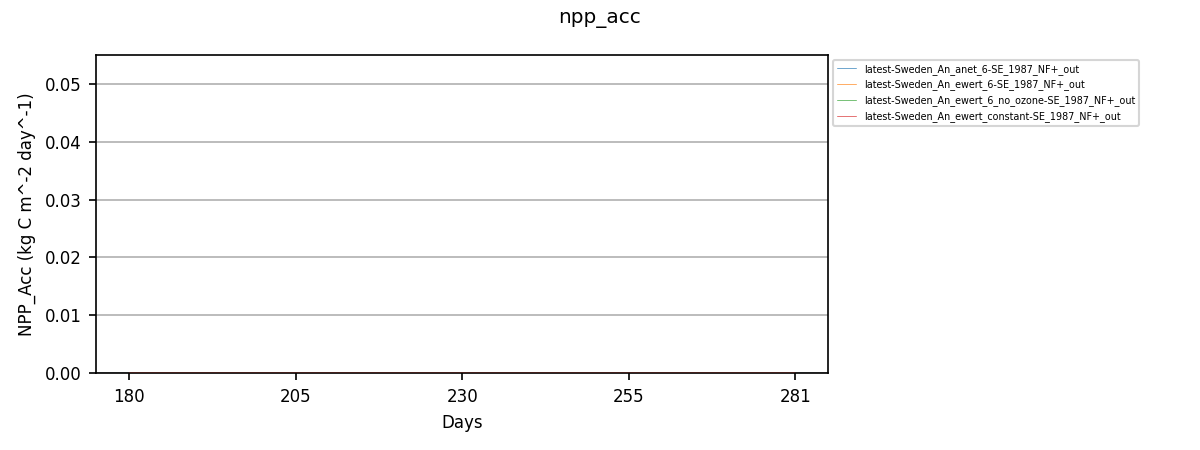 npp_acc
NPP_Acc (kg C m^-2 day^-1)
0.05
0.04
0.03
0.02
0.01
0.00
180 205 230 255 281
Days
latest-Sweden_An_anet_6-SE_1987_NF+_out
latest-Sweden_An_ewert_6-SE_1987_NF+_out
latest-Sweden_An_ewert_6_no_ozone-SE_1987_NF+_out
latest-Sweden_An_ewert_constant-SE_1987_NF+_out